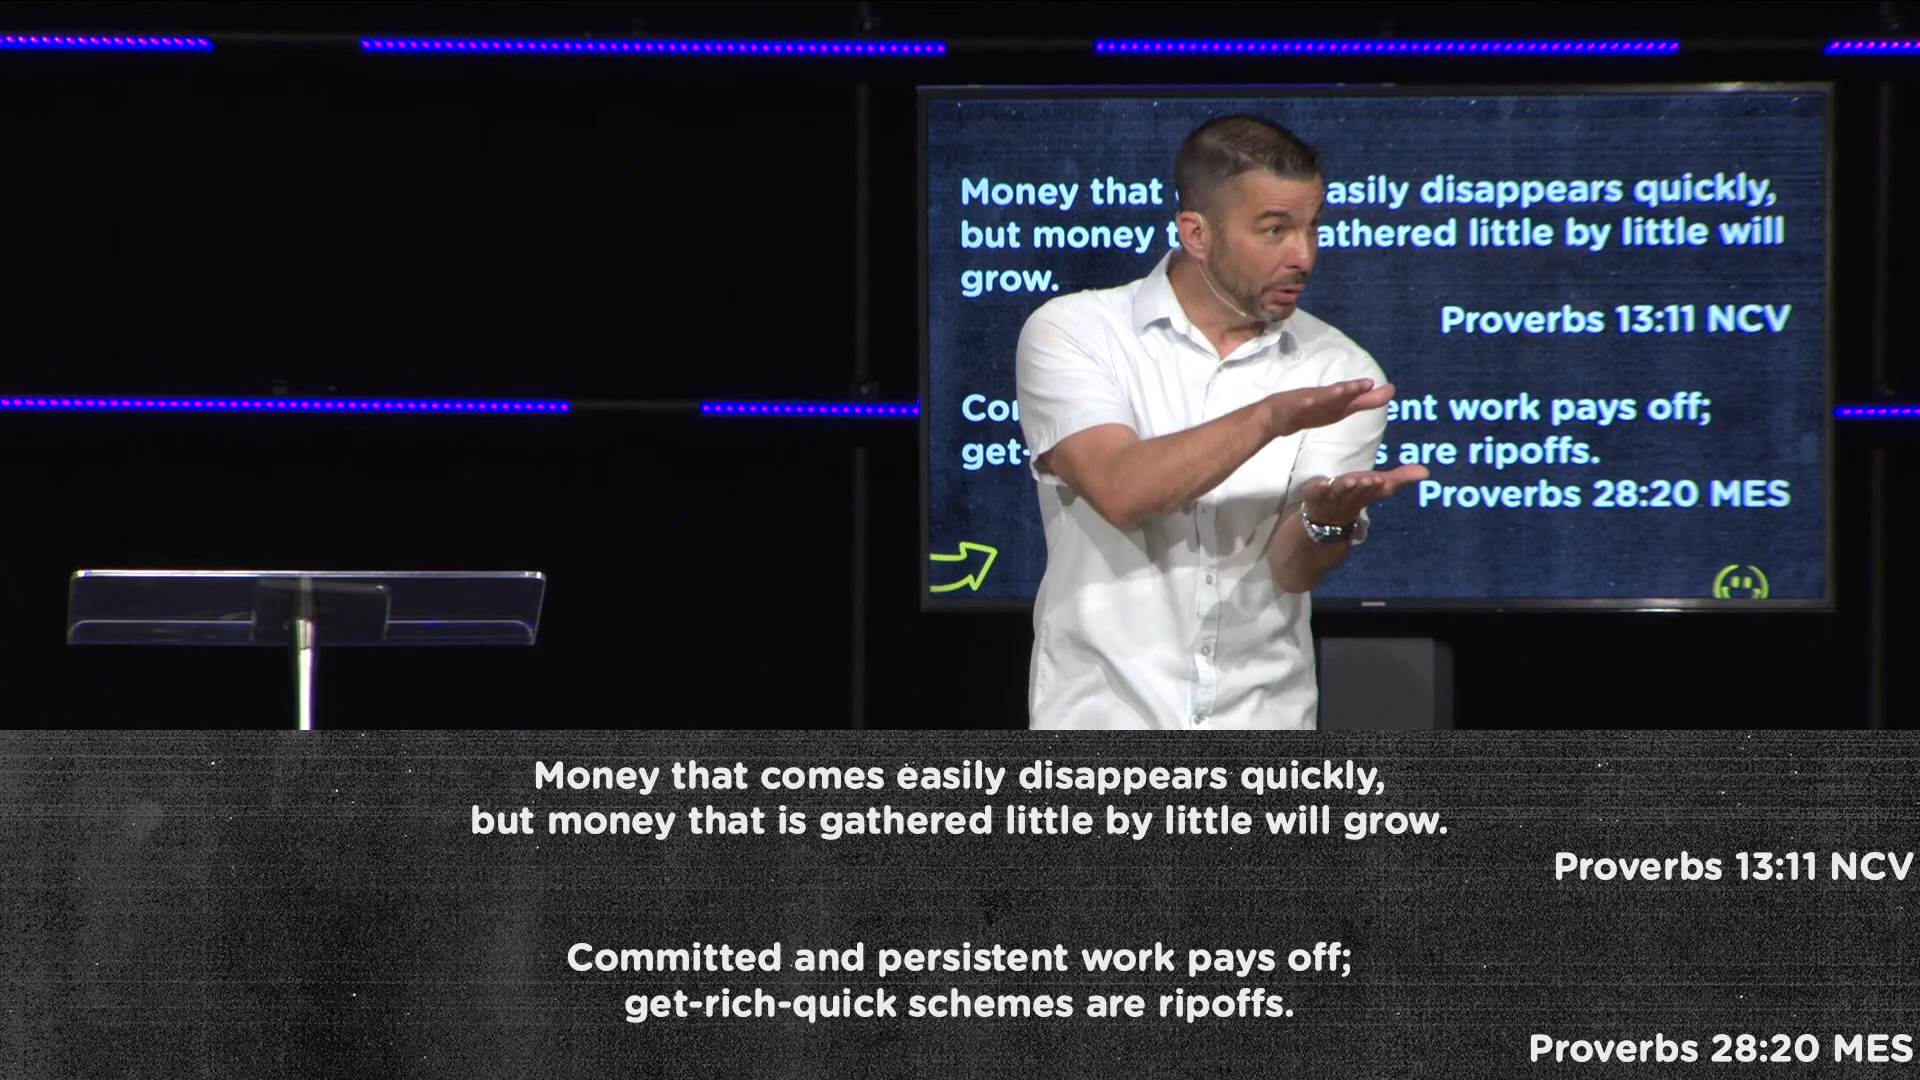 Money that asily disappears quickly,
but money athered little by little will
grow.
Proverbs 13:11 NCV
ent work pays off;
get- s are ripoffs.
Proverbs 28:20 MES
Money that comes easily disappears quickly,
but money that is gathered little by little will grow.
Proverbs 13:11 NCV
Committed and persistent work pays off;
get-rich-quick schemes are ripoffs.
Proverbs 28:20 MES